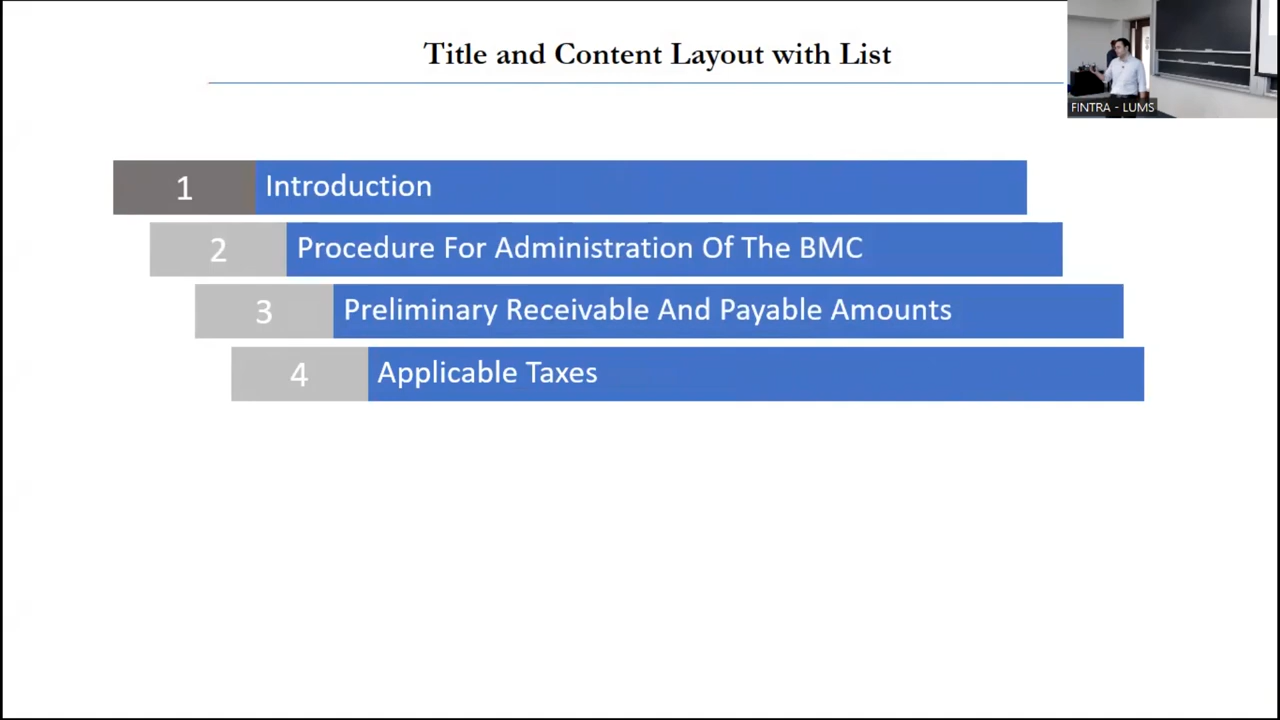 Title and Content Layout with List
FINTRA - LUMS
1 Introduction
2 Procedure For Administration Of The BMC
3 Preliminary Receivable And Payable Amounts
4 Applicable Taxes